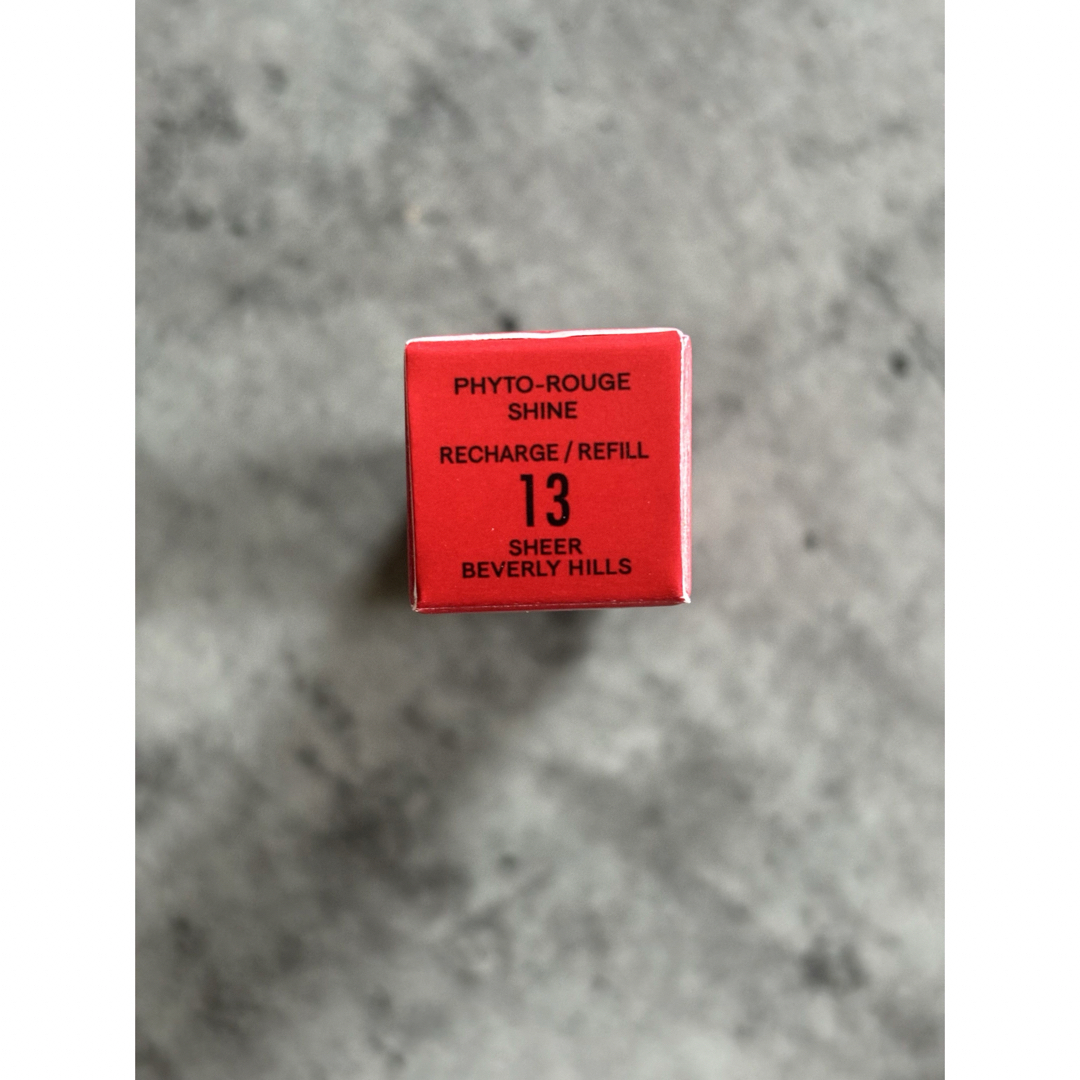 PHYTO-ROUGE
SHINE
RECHARGE / REFILL
13
SHEER
BEVERLY HILLS